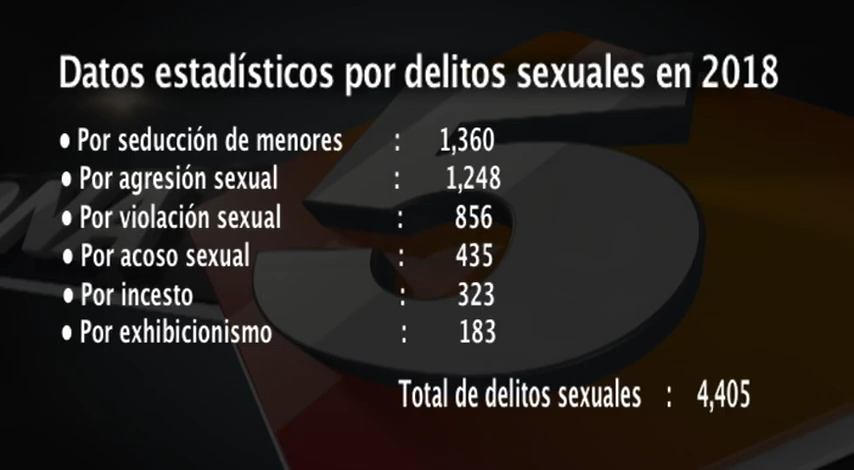 Datos estadísticos por delitos sexuales en 2018
● Por seducción de menores : 1,360
● Por agresión sexual : 1,248
● Por violación sexual : 856
● Por acoso sexual : 435
● Por incesto : 323
● Por exhibicionismo : 183
Total de delitos sexuales : 4,405
5